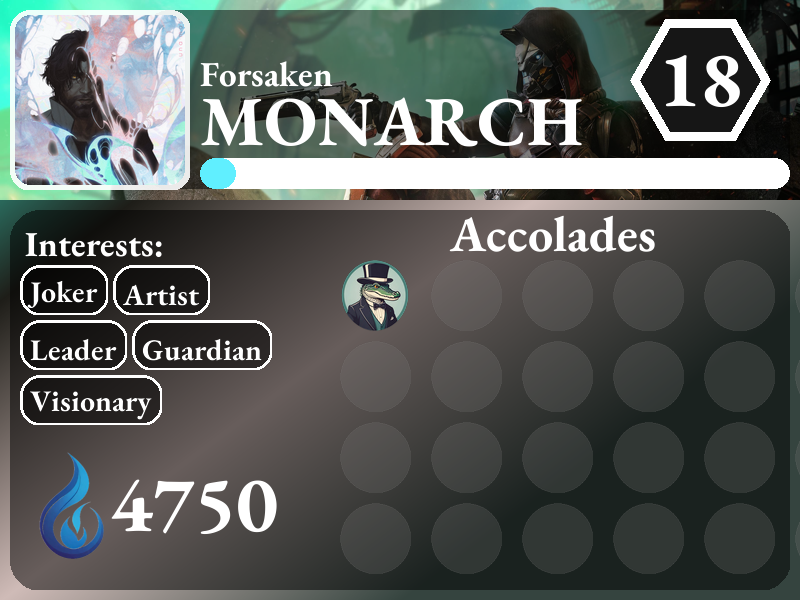 Forsaken
MONARCH
18
Interests:
Accolades
Joker Artist
Leader Guardian
Visionary
4750